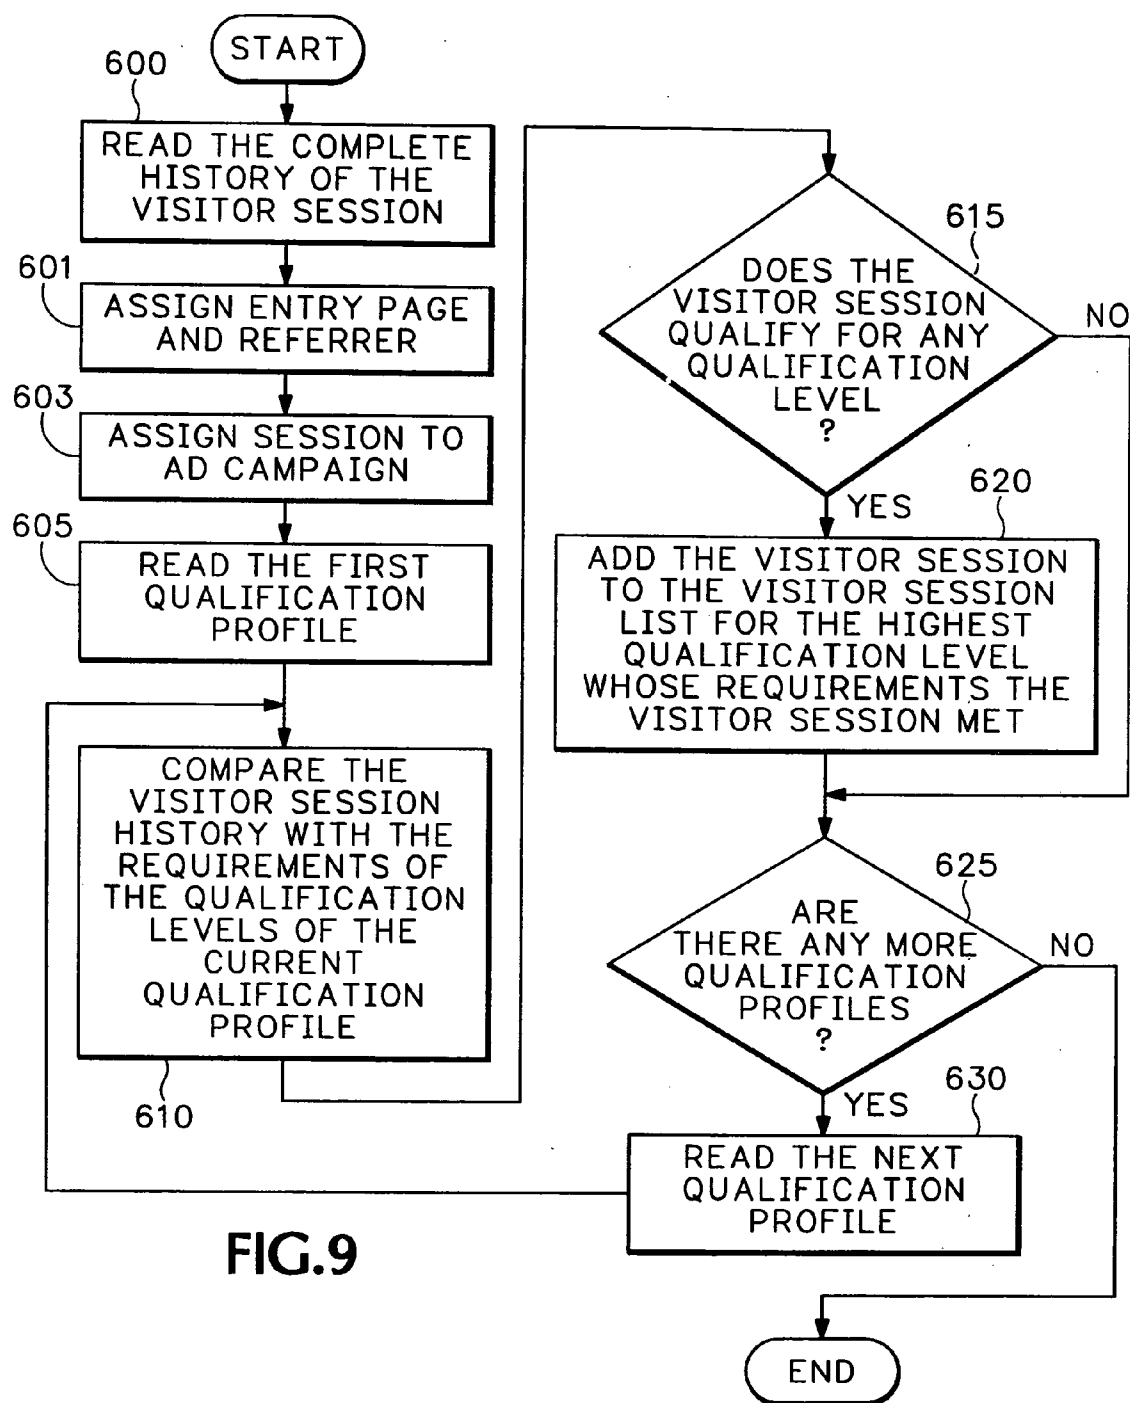 START
600
READ THE COMPLETE
HISTORY OF THE
VISITOR SESSION
601
ASSIGN ENTRY PAGE
AND REFERRER
603
ASSIGN SESSION TO
AD CAMPAIGN
605
READ THE FIRST
QUALIFICATION
PROFILE
COMPARE THE
VISITOR SESSION
HISTORY WITH THE
REQUIREMENTS OF
THE QUALIFICATION
LEVELS OF THE
CURRENT
QUALIFICATION
PROFILE
610
615
DOES THE
VISITOR SESSION
QUALIFY FOR ANY
QUALIFICATION
LEVEL
?
NO
YES
620
ADD THE VISITOR SESSION
TO THE VISITOR SESSION
LIST FOR THE HIGHEST
QUALIFICATION LEVEL
WHOSE REQUIREMENTS THE
VISITOR SESSION MET
625
ARE
THERE ANY MORE
QUALIFICATION
PROFILES
?
NO
YES
630
READ THE NEXT
QUALIFICATION
PROFILE
END
FIG.9